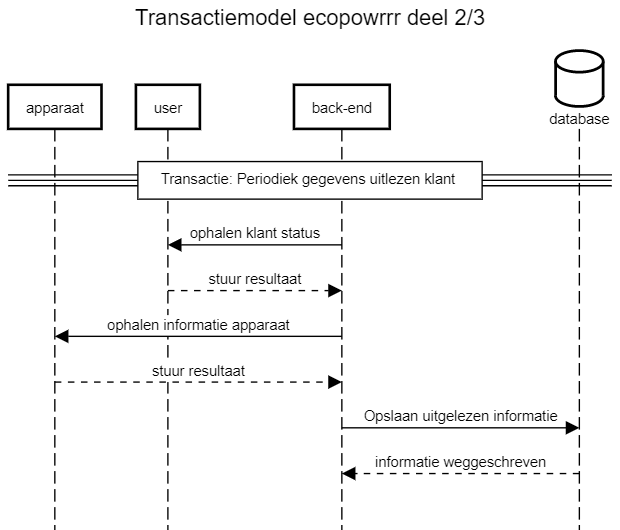 Transactiemodel ecopowrrr deel 2/3
apparaat
user
back-end
database
Transactie: Periodiek gegevens uitlezen klant
ophalen klant status
stuur resultaat
ophalen informatie apparaat
stuur resultaat
Opslaan uitgelezen informatie
informatie weggeschreven